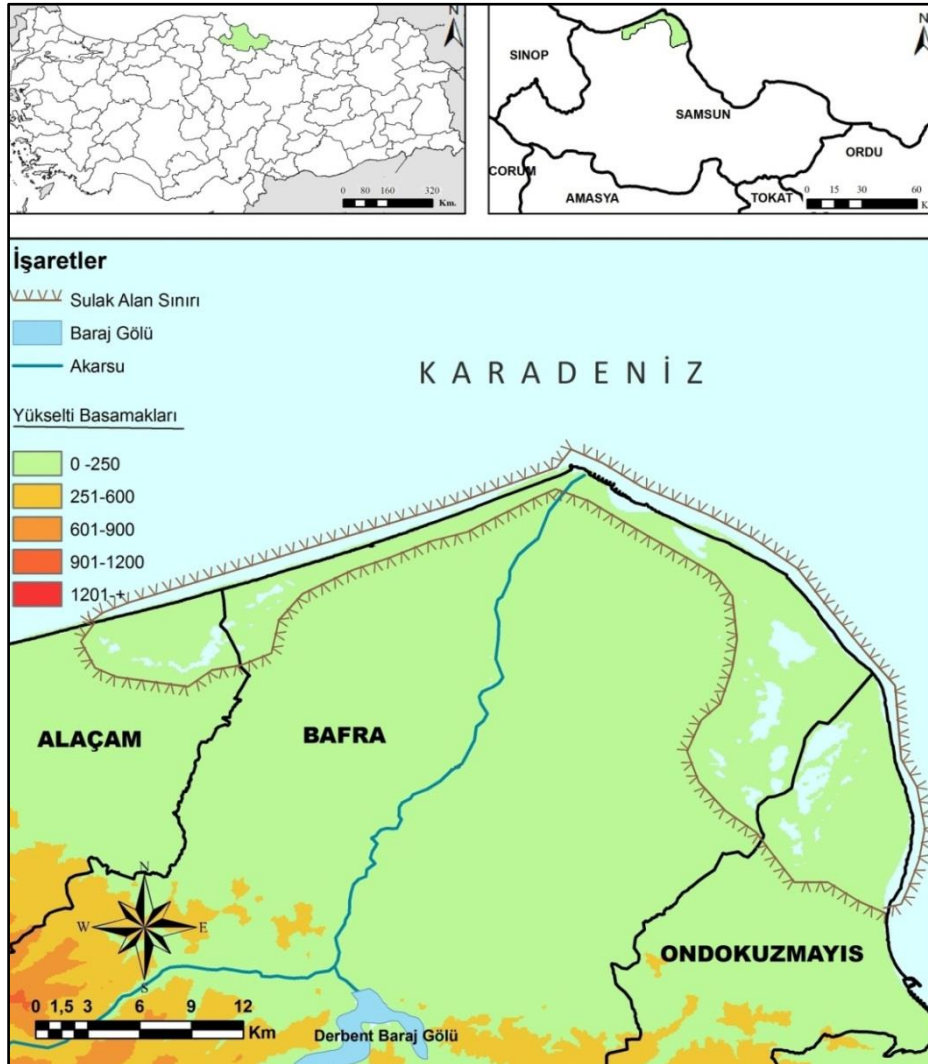 N
0 80 160 320
Km.
N
SINOP
SAMSUN
ORDU
CORUM
AMASYA
TOKAT
0 15 30 60
K
İşaretler
Sulak Alan Sınırı
Baraj Gölü
Akarsu
KARADENİZ
Yükselti Basamakları
0 -250
251-600
601-900
901-1200
1201-+
ALAÇAM
BAFRA
N
W
E
S
ONDOKUZMAYIS
0 1,5 3 6 9 12
Km
Derbent Baraj Gölü